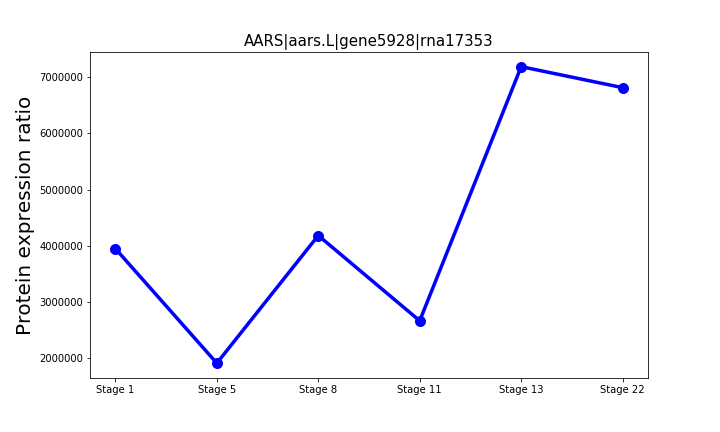 AARS|aars.L|gene5928|rna17353
Protein expression ratio
7000000
6000000
5000000
4000000
3000000
2000000
Stage 1 Stage 5 Stage 8 Stage 11 Stage 13 Stage 22